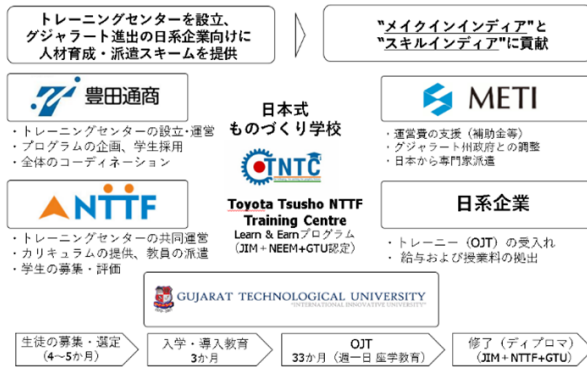 トレーニングセンターを設立、
グジャラート進出の日系企業向けに
人材育成・派遣スキームを提供
“メイクインインディア”と
“スキルインディア”に貢献
豊田通商
・トレーニングセンターの設立・運営
・プログラムの企画、学生採用
・全体のコーディネーション
日本式
ものづくり学校
TNTC
Toyota Tsusho NTTF
Training Centre
Learn & Earnプログラム
（JIM＋NEEM+GTU認定）
METI
・運営費の支援（補助金等）
・グジャラート州政府との調整
・日本から専門家派遣
NTTF
・トレーニングセンターの共同運営
・カリキュラムの提供、教員の派遣
・学生の募集・評価
日系企業
・トレーニー（OJT）の受入れ
・ 給与および授業料の拠出
GUJARAT TECHNOLOGICAL UNIVERSITY
"INTERNATIONAL INNOVATIVE UNIVERSITY"
生徒の募集・選定
（4～5か月）
入学・導入教育
3か月
OJT
33か月（週一日 座学教育）
修了（ディプロマ）
（JIM＋NTTF+GTU）